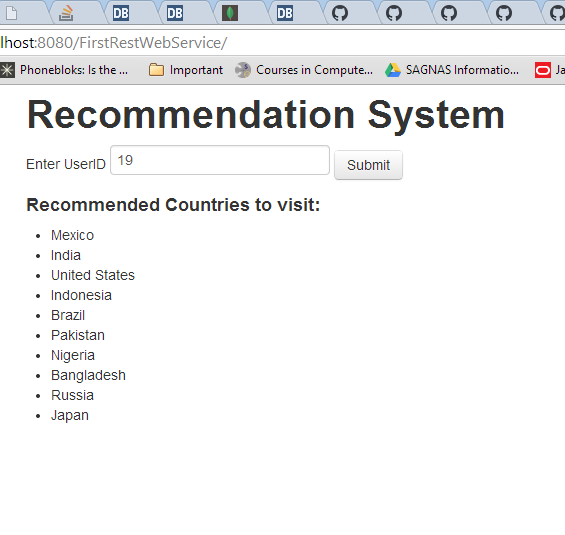 DB DB DB
lhost:8080/FirstRestWebService/
Phonebloks: Is the ... Important Courses in Compute... SAGNAS Informatio... Ja
Recommendation System
Enter UserID 19 Submit
Recommended Countries to visit:
Mexico
India
United States
Indonesia
Brazil
Pakistan
Nigeria
Bangladesh
Russia
Japan